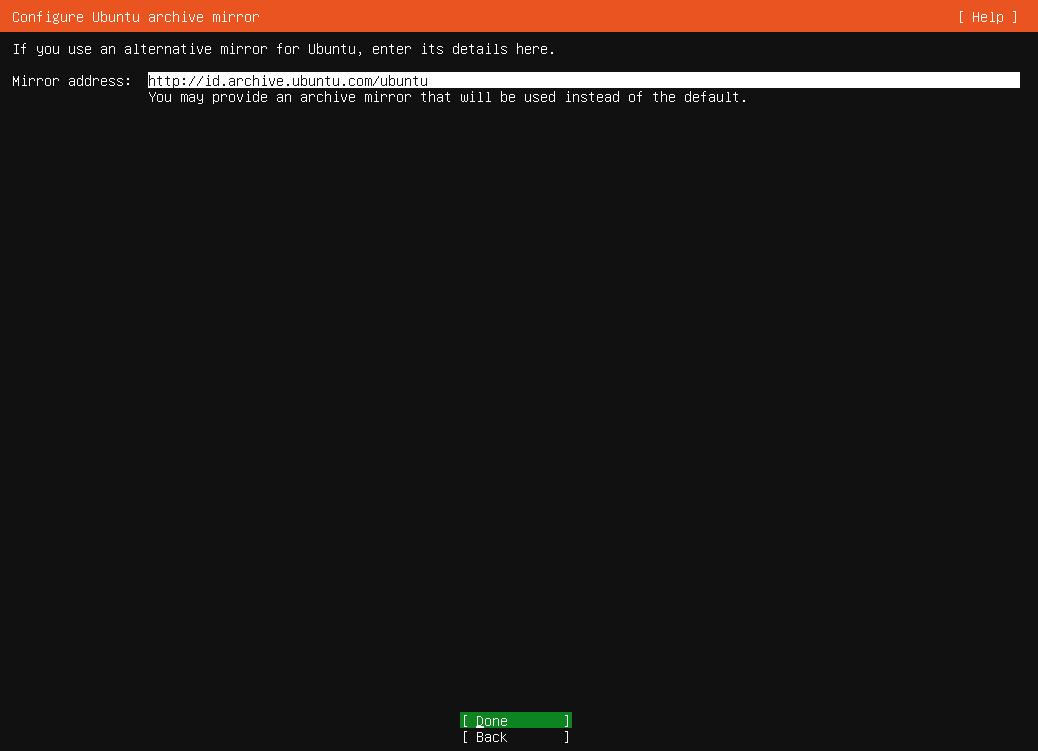 Configure Ubuntu archive mirror [ Help ]
If you use an alternative mirror for Ubuntu, enter its details here.
Mirror address: http://id.archive.ubuntu.com/ubuntu
You may provide an archive mirror that will be used instead of the default.
[ Done ]
[ Back ]